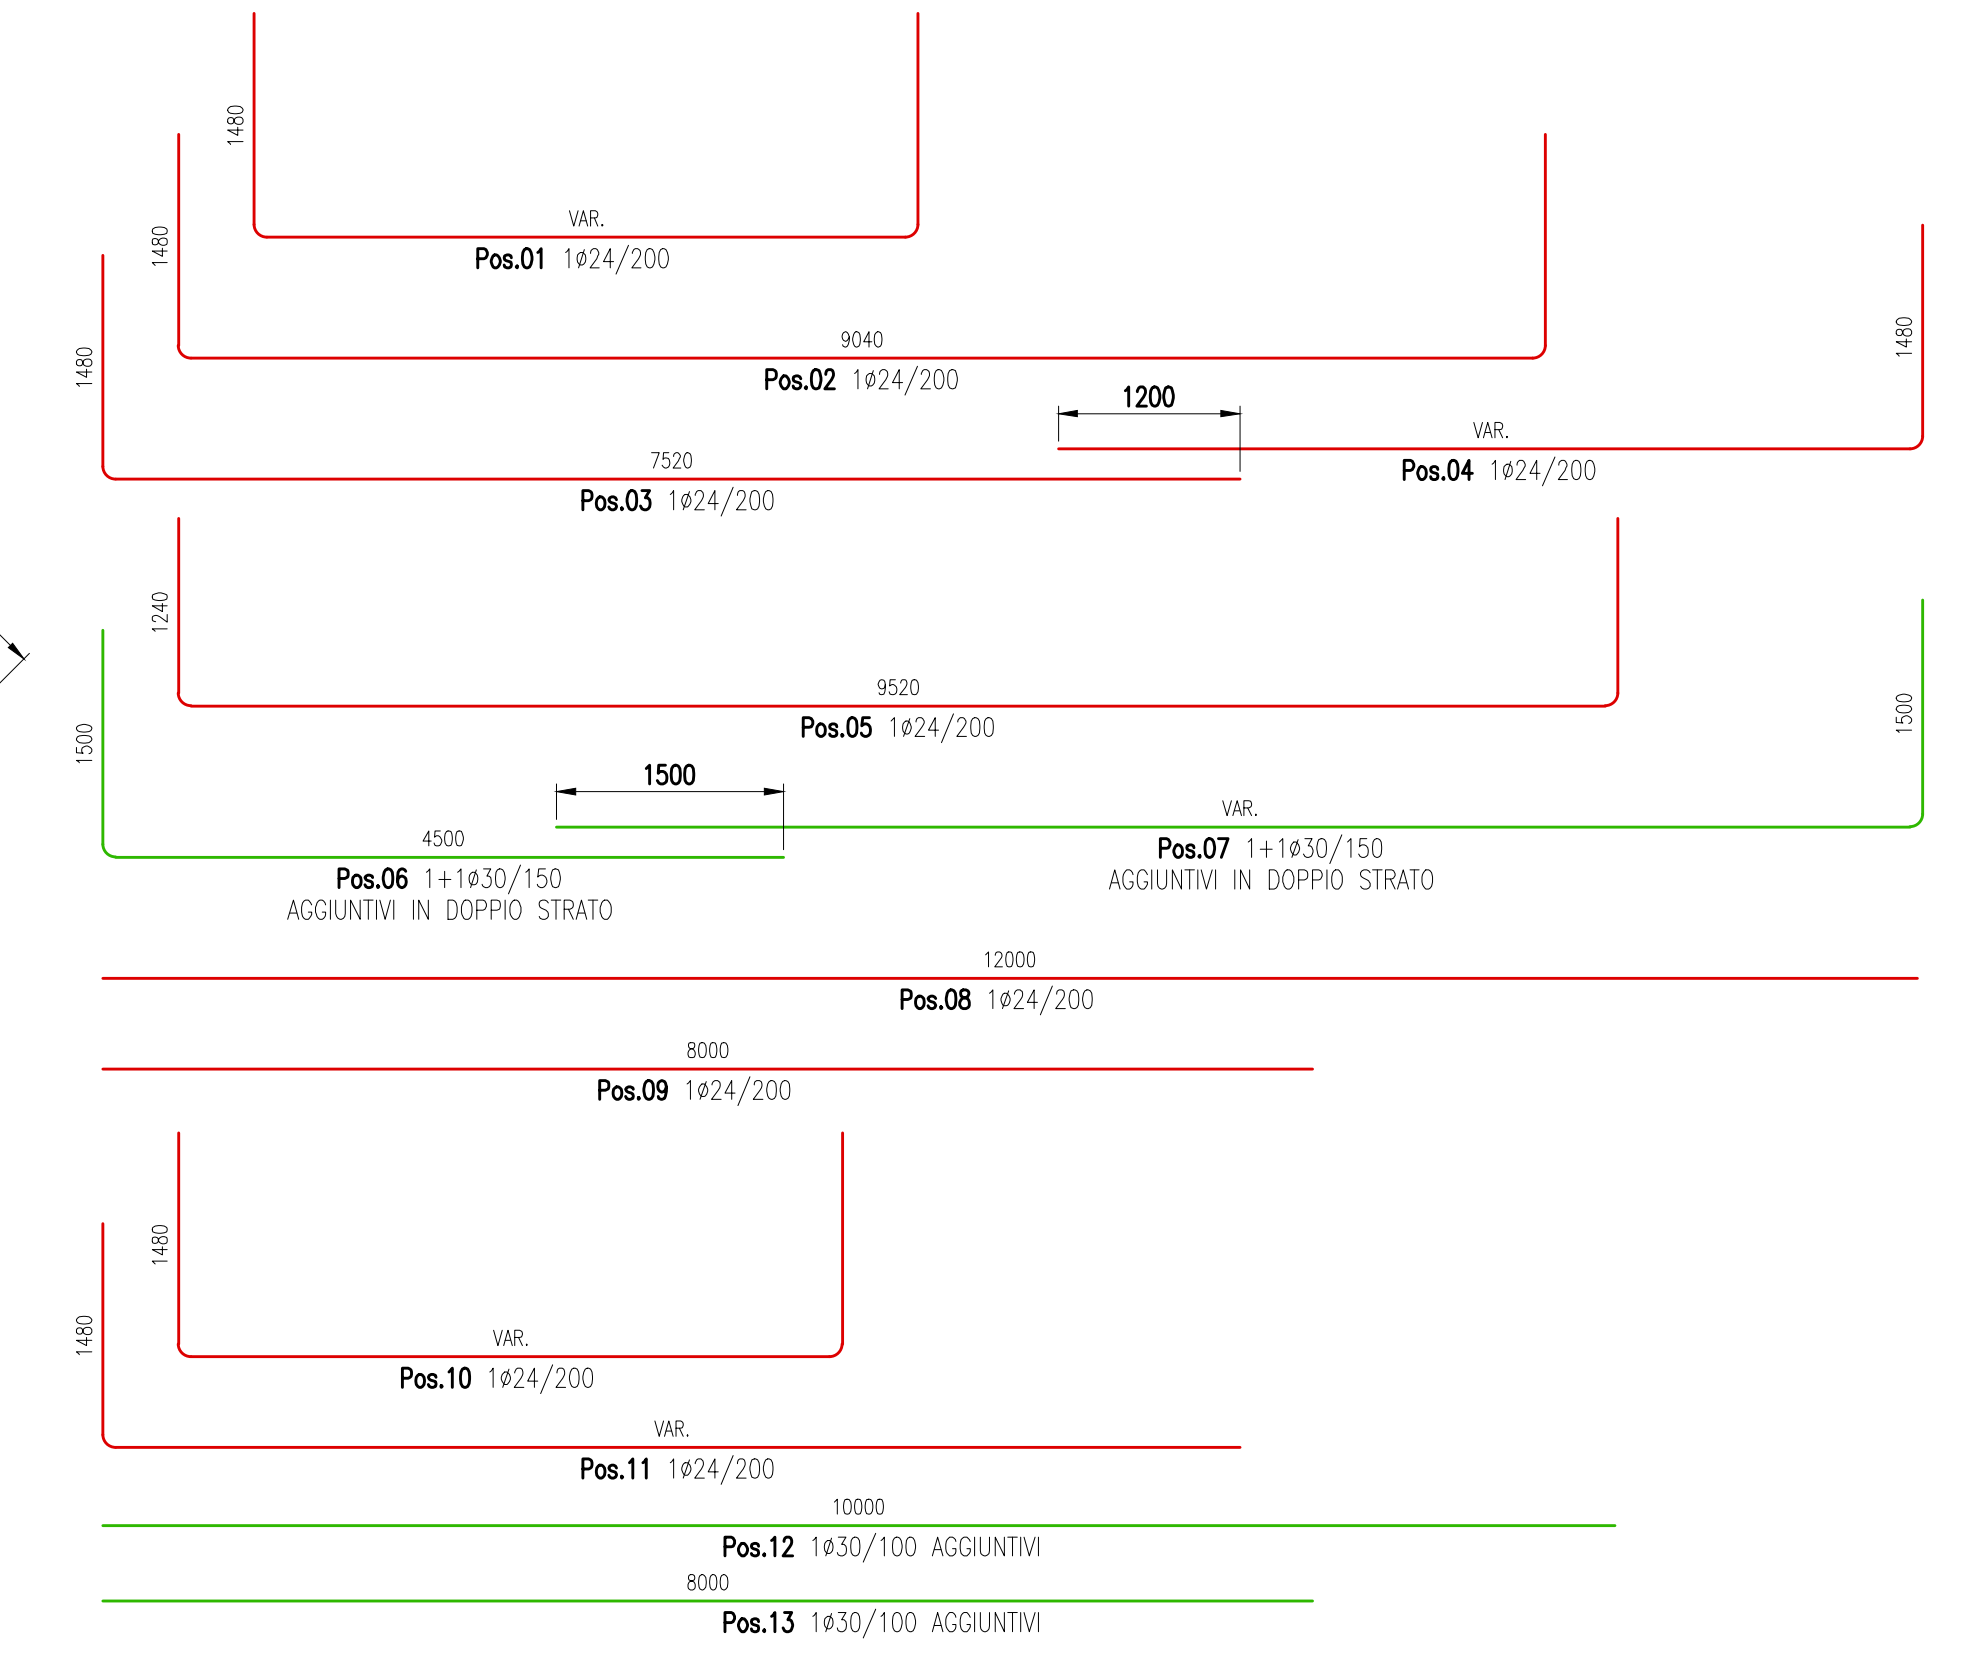 1480
VAR.
Pos.01 1ø24/200
1480
9040
Pos.02 1ø24/200
1480
1200
1480
VAR.
Pos.04 1ø24/200
7520
Pos.03 1ø24/200
1240
9520
Pos.05 1ø24/200
1500
1500
1500
VAR.
Pos.07 1+1ø30/150
AGGIUNTIVI IN DOPPIO STRATO
4500
Pos.06 1+1ø30/150
AGGIUNTIVI IN DOPPIO STRATO
12000
Pos.08 1ø24/200
8000
Pos.09 1ø24/200
1480
VAR.
Pos.10 1ø24/200
1480
VAR.
Pos.11 1ø24/200
10000
Pos.12 1ø30/100 AGGIUNTIVI
8000
Pos.13 1ø30/100 AGGIUNTIVI